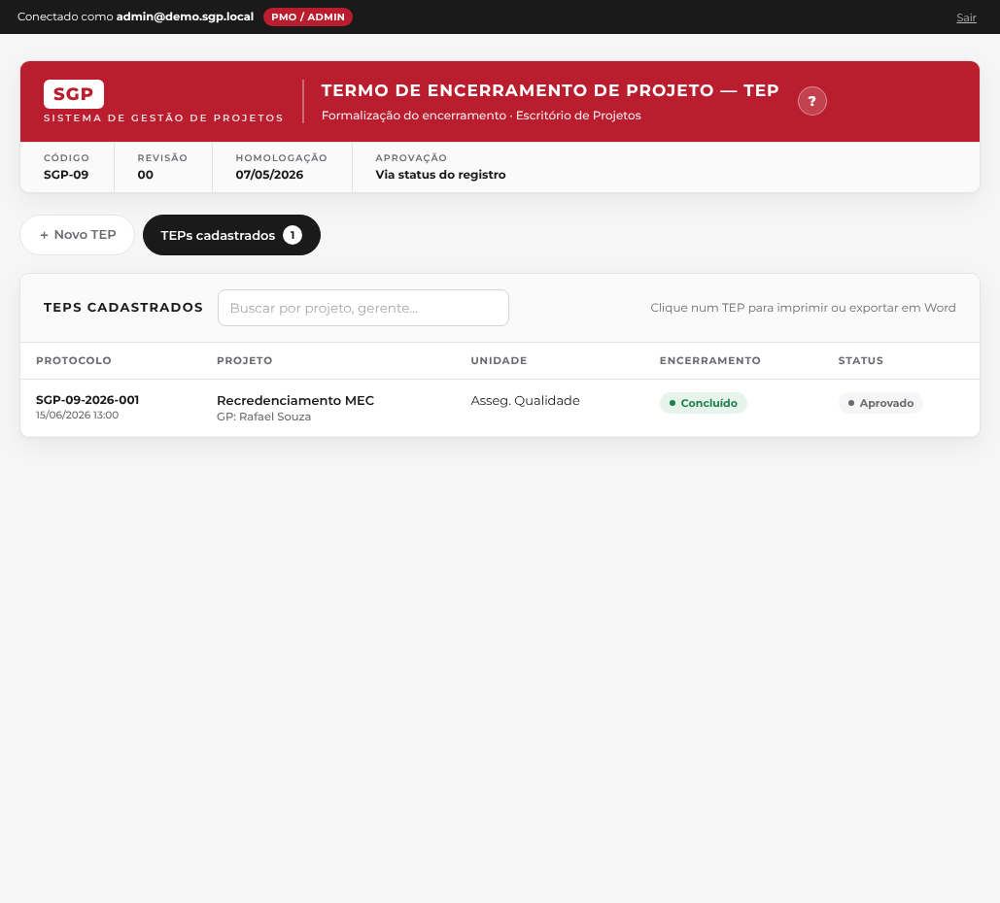 Conectado como admin@demo.sgp.local PMO / ADMIN Sair
SGP
SISTEMA DE GESTÃO DE PROJETOS
TERMO DE ENCERRAMENTO DE PROJETO — TEP
Formalização do encerramento · Escritório de Projetos
?
CÓDIGO
SGP-09
REVISÃO
00
HOMOLOGAÇÃO
07/05/2026
APROVAÇÃO
Via status do registro
+ Novo TEP
TEPs cadastrados 1
TEPS CADASTRADOS
Buscar por projeto, gerente...
Clique num TEP para imprimir ou exportar em Word
PROTOCOLO PROJETO UNIDADE ENCERRAMENTO STATUS
SGP-09-2026-001 Recredenciamento MEC Asseg. Qualidade Concluído Aprovado
15/06/2026 13:00 GP: Rafael Souza